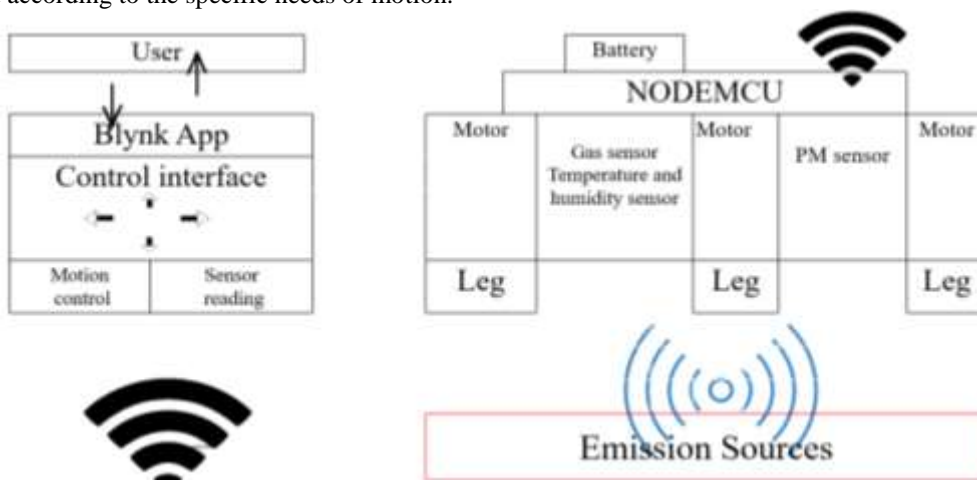 according to the specific needs of motion.
User
Blynk App
Control interface
Motion
control
Sensor
reading
Battery
NODEMCU
Motor
Gas sensor
Temperature and
humidity sensor
Motor
PM sensor
Motor
Leg
Leg
Leg
Emission Sources